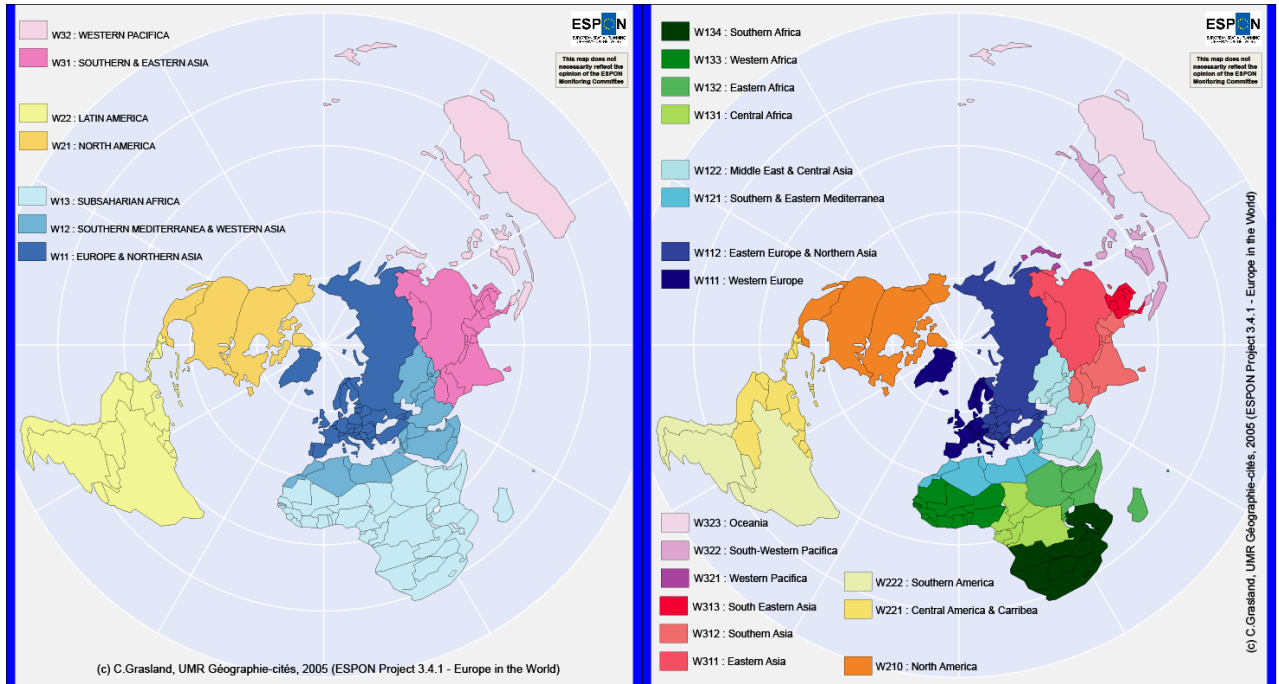 W32 : WESTERN PACIFICA
W31 : SOUTHERN & EASTERN ASIA
W22 : LATIN AMERICA
W21 : NORTH AMERICA
W13 : SUBSAHARIAN AFRICA
W12 : SOUTHERN MEDITERRANEA & WESTERN ASIA
W11 : EUROPE & NORTHERN ASIA
ESPON
This map does not
necessarily reflect the
opinion of the ESPON
Monitoring Committee
(c) C.Grasland, UMR Géographie-cités, 2005 (ESPON Project 3.4.1 - Europe in the World)
W134 : Southern Africa
W133 : Western Africa
W132 : Eastern Africa
W131 : Central Africa
W122 : Middle East & Central Asia
W121 : Southern & Eastern Mediterranea
W112 : Eastern Europe & Northern Asia
W111 : Western Europe
ESPON
This map does not
necessarily reflect the
opinion of the ESPON
Monitoring Committee
W323 : Oceania
W322 : South-Western Pacifica
W321 : Western Pacifica
W313 : South Eastern Asia
W312 : Southern Asia
W311 : Eastern Asia
W222 : Southern America
W221 : Central America & Carribea
W210 : North America
(c) C.Grasland, UMR Géographie-cités, 2005 (ESPON Project 3.4.1 - Europe in the World)